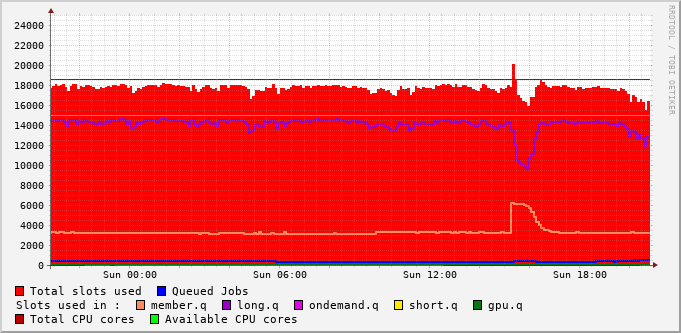 24000
22000
20000
18000
16000
14000
12000
10000
8000
6000
4000
2000
0
Sun 00:00 Sun 06:00 Sun 12:00 Sun 18:00
RRDTOOL / TOBI OETIKER
Total slots used Queued Jobs
Slots used in : member.q long.q ondemand.q short.q gpu.q
Total CPU cores Available CPU cores